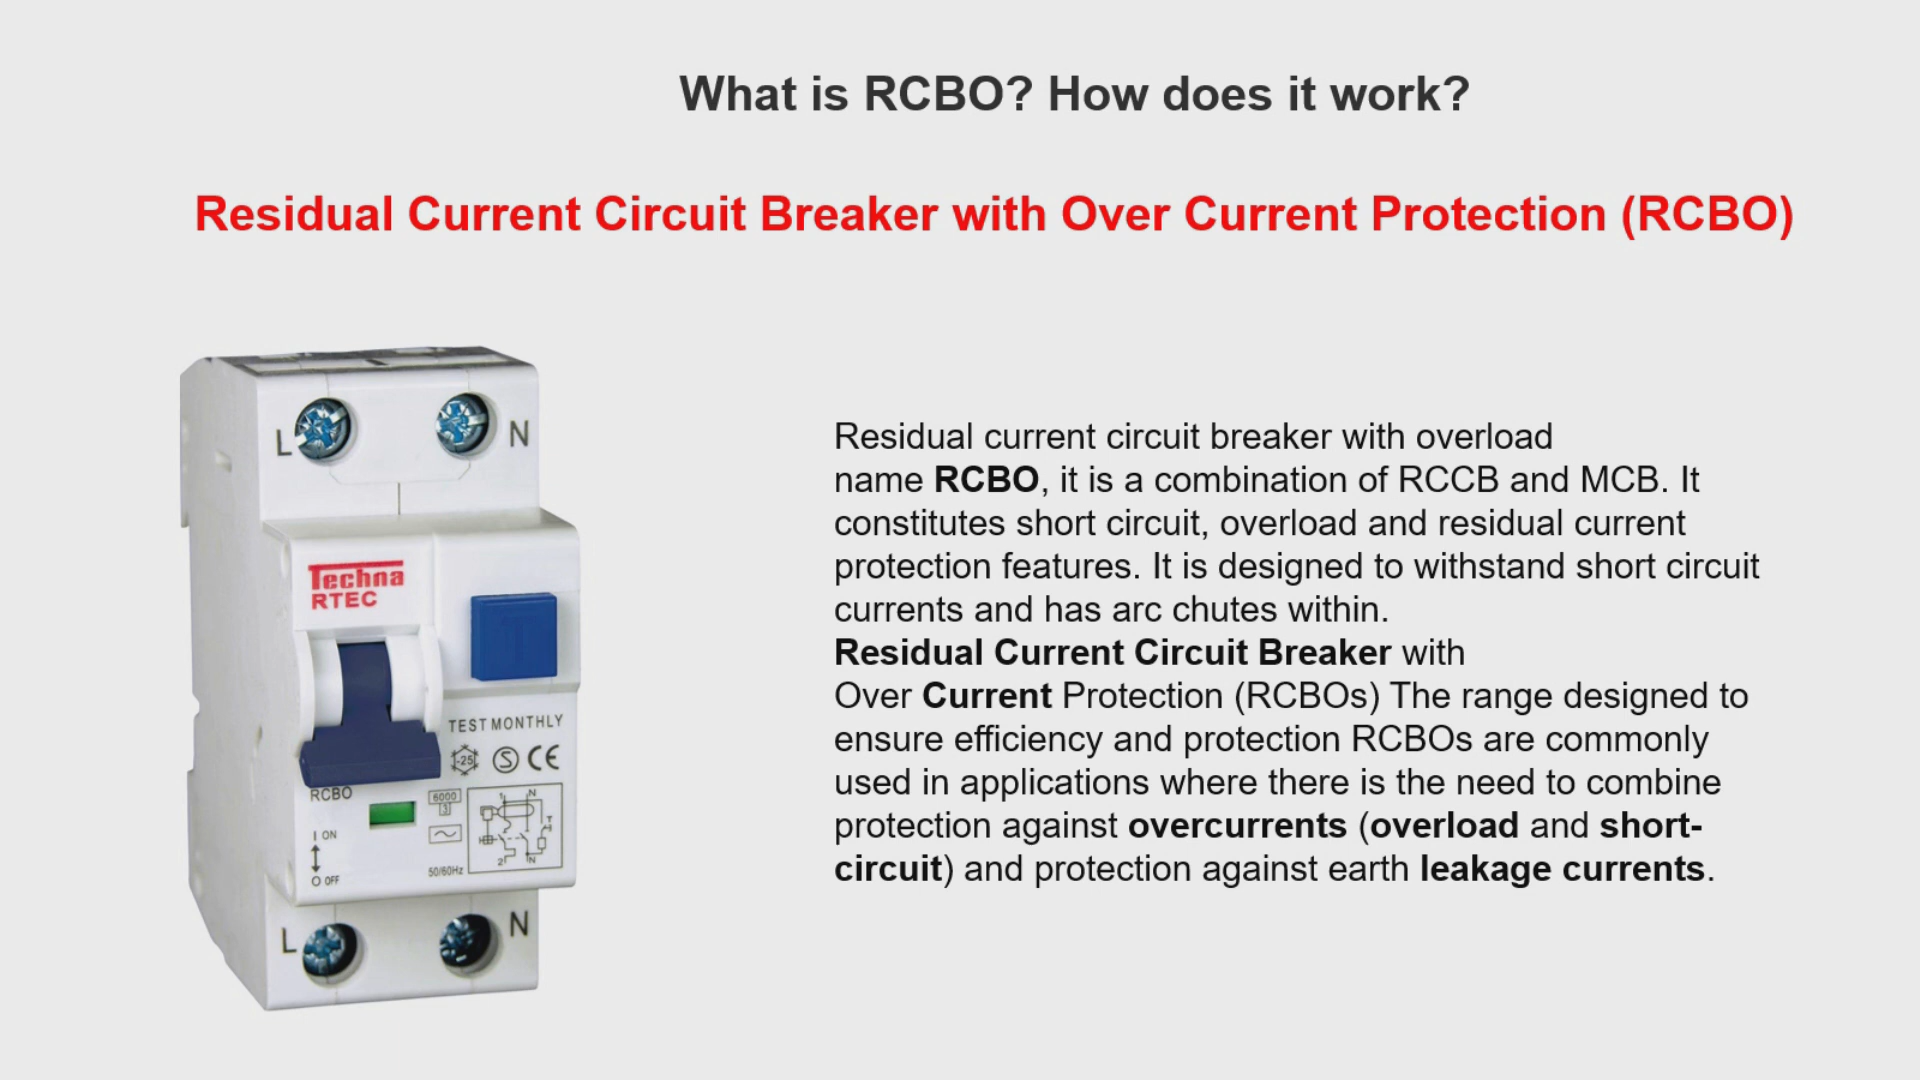 What is RCBO? How does it work?
Residual Current Circuit Breaker with Over Current Protection (RCBO)
L
N
Techna
RTEC
TEST MONTHLY
-25 S CE
RCBO
6000
3
I ON
O OFF
50/60Hz
1 N
T
H
2 N
L
N
Residual current circuit breaker with overload
name RCBO, it is a combination of RCCB and MCB. It
constitutes short circuit, overload and residual current
protection features. It is designed to withstand short circuit
currents and has arc chutes within.
Residual Current Circuit Breaker with
Over Current Protection (RCBOs) The range designed to
ensure efficiency and protection RCBOs are commonly
used in applications where there is the need to combine
protection against overcurrents (overload and short-
circuit) and protection against earth leakage currents.